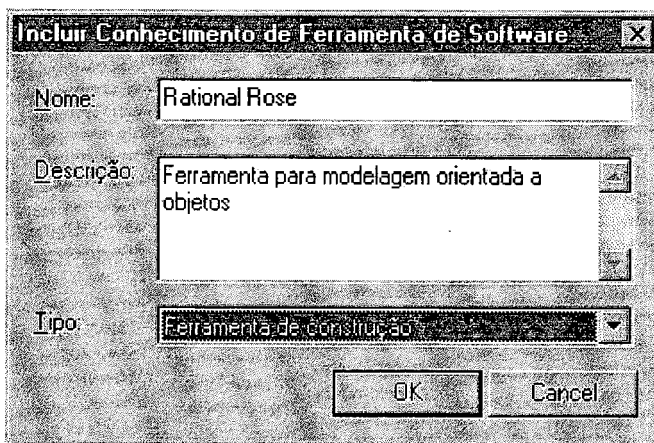 Incluir Conhecimento de Ferramenta de Software
Nome: Rational Rose
Descrição: Ferramenta para modelagem orientada a
objetos
Tipo: Ferramenta de construção
OK Cancel